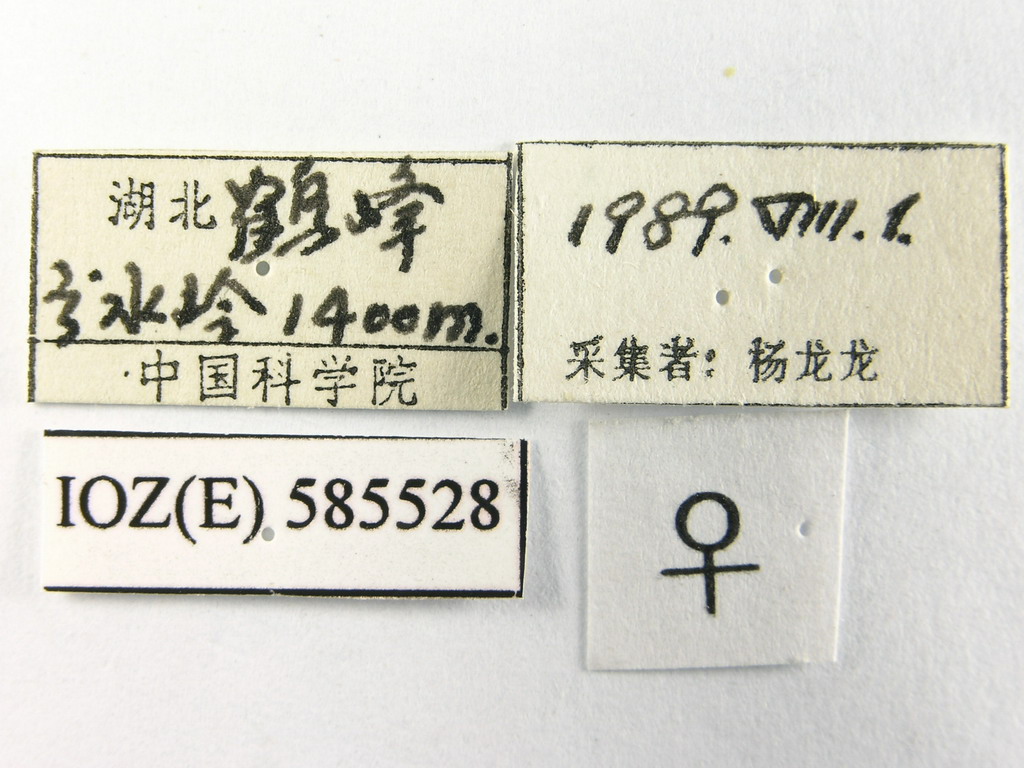 湖北 鹤峰
分水岭 1400m.
中国科学院
1989. VIII. 1.
采集者: 杨龙龙
IOZ(E) 585528
♀